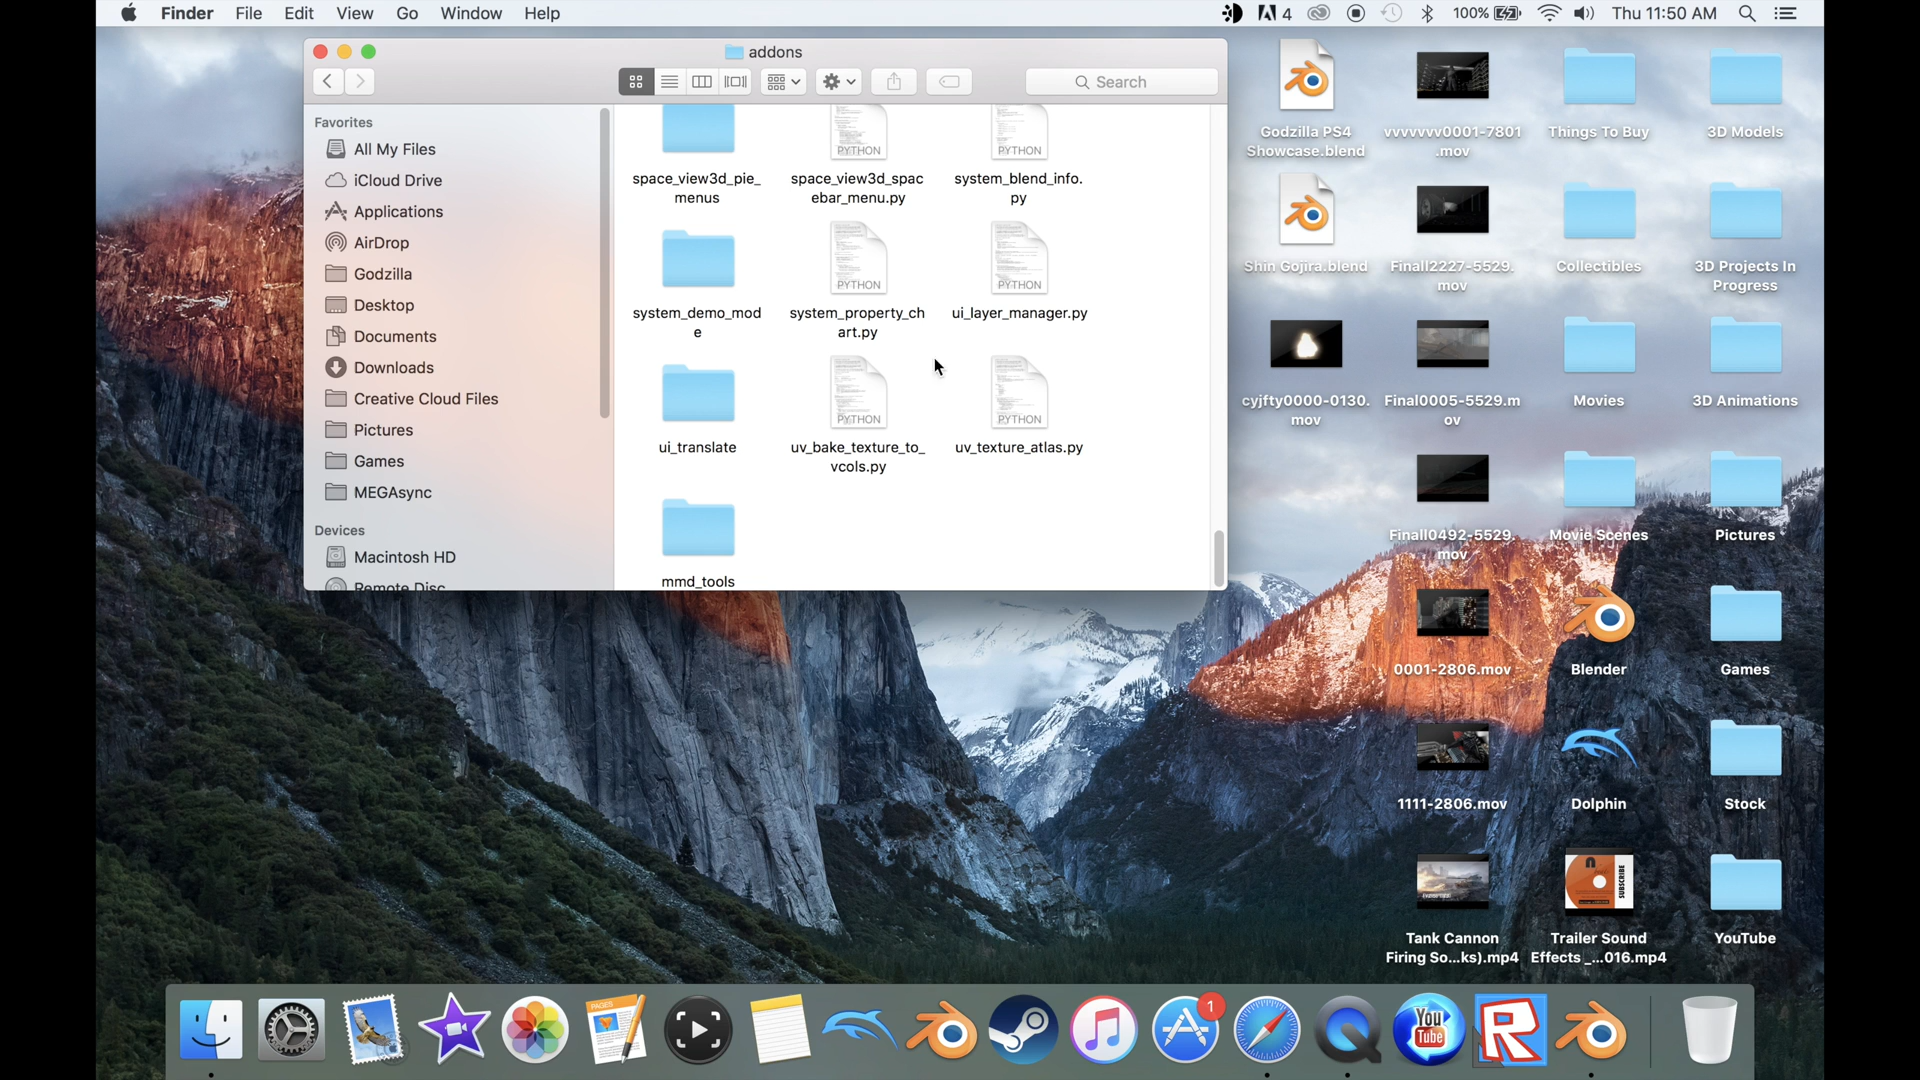 Finder File Edit View Go Window Help
4 100% Thu 11:50 AM
addons
Search
Favorites
All My Files
iCloud Drive
Applications
AirDrop
Godzilla
Desktop
Documents
Downloads
Creative Cloud Files
Pictures
Games
MEGAsync
Devices
Macintosh HD
Remote Disc
PYTHON PYTHON
space_view3d_pie_ space_view3d_spac system_blend_info.
menus ebar_menu.py py
PYTHON PYTHON
system_demo_mod system_property_ch ui_layer_manager.py
e art.py
PYTHON PYTHON
ui_translate uv_bake_texture_to_ uv_texture_atlas.py
vcols.py
mmd_tools
Godzilla PS4 vvvvvvv0001-7801 Things To Buy 3D Models
Showcase.blend .mov
Shin Gojira.blend Finall2227-5529. Collectibles 3D Projects In
mov Progress
cyjfty0000-0130. Final0005-5529.m Movies 3D Animations
mov ov
Finall0492-5529. Movie Scenes Pictures
mov
0001-2806.mov Blender Games
1111-2806.mov Dolphin Stock
SUBSCRIBE
Tank Cannon Trailer Sound YouTube
Firing So...ks).mp4 Effects _...016.mp4
PAGES
1
You
Tube
R